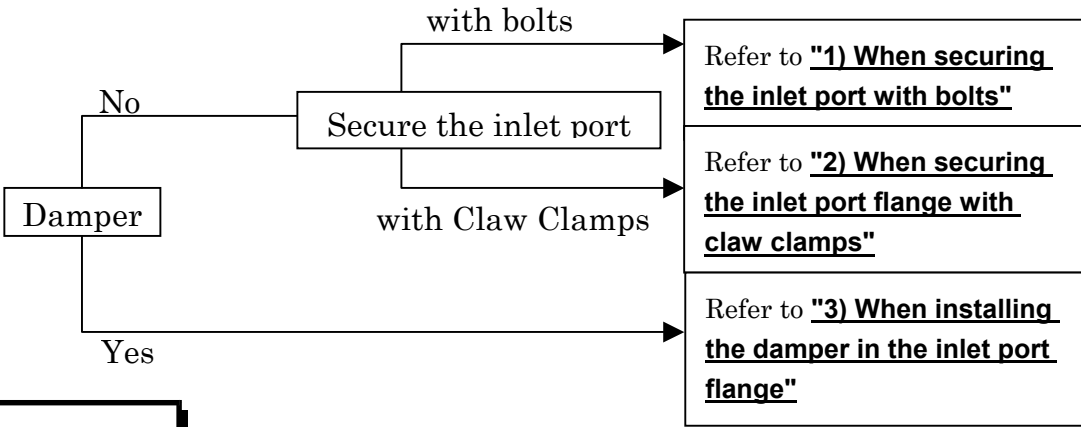 with bolts
Refer to "1) When securing
the inlet port with bolts"
No
Secure the inlet port
Refer to "2) When securing
the inlet port flange with
claw clamps"
Damper
with Claw Clamps
Refer to "3) When installing
the damper in the inlet port
flange"
Yes